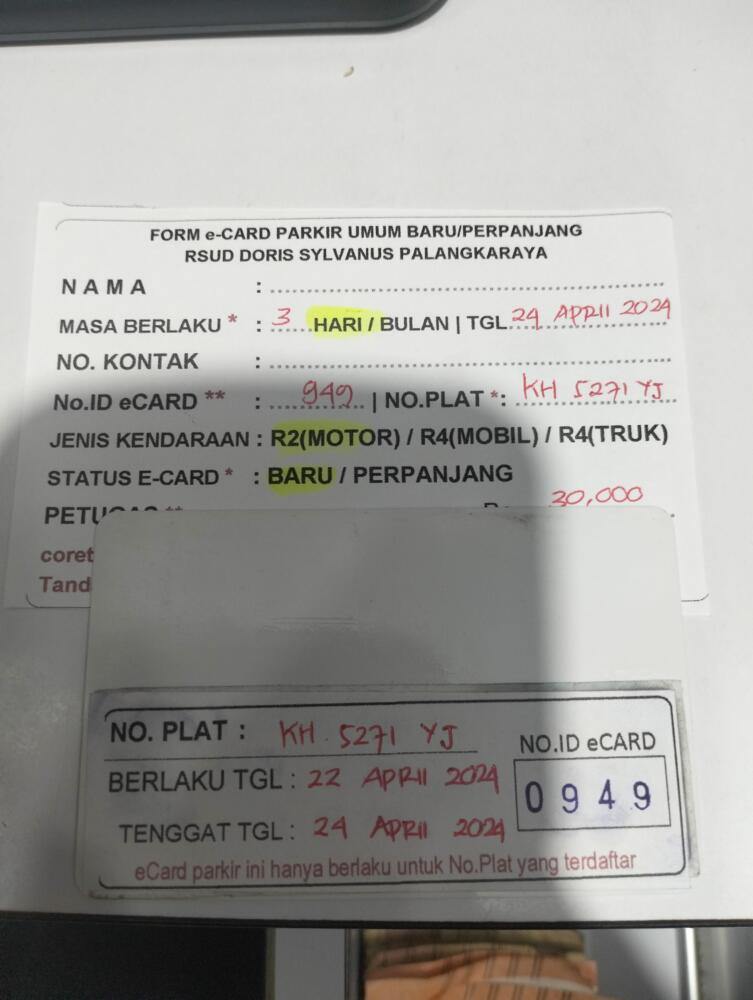 FORM e-CARD PARKIR UMUM BARU/PERPANJANG
RSUD DORIS SYLVANUS PALANGKARAYA
NAMA :
MASA BERLAKU * : 3 HARI / BULAN | TGL 24 APRIL 2024
NO. KONTAK :
No.ID eCARD ** : 949 | NO.PLAT *: KH 5271 YJ
JENIS KENDARAAN : R2(MOTOR) / R4(MOBIL) / R4(TRUK)
STATUS E-CARD * : BARU / PERPANJANG
30,000
coret
Tand
NO. PLAT : KH 5271 YJ
NO.ID eCARD
BERLAKU TGL : 22 APRIL 2024
0949
TENGGAT TGL : 24 APRIL 2024
eCard parkir ini hanya berlaku untuk No.Plat yang terdaftar